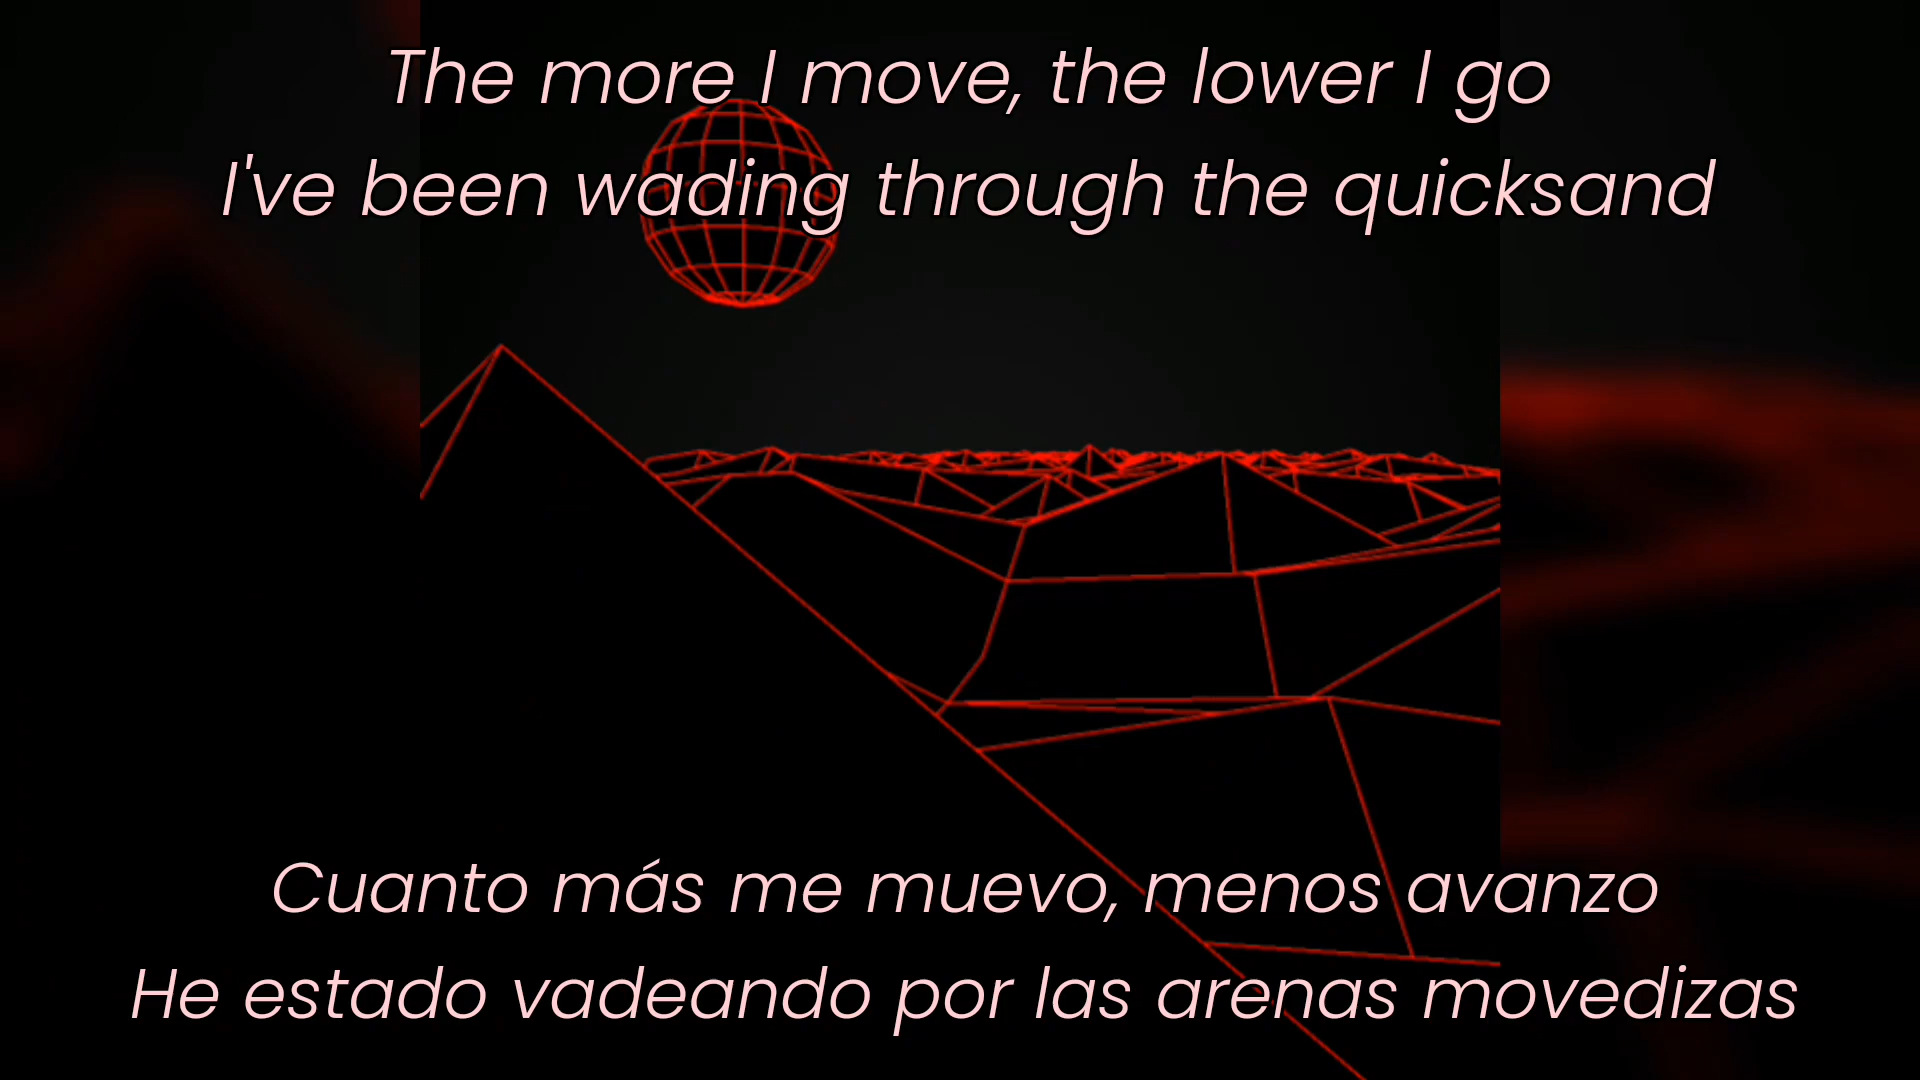 The more I move, the lower I go
I've been wading through the quicksand
Cuanto más me muevo, menos avanzo
He estado vadeando por las arenas movedizas